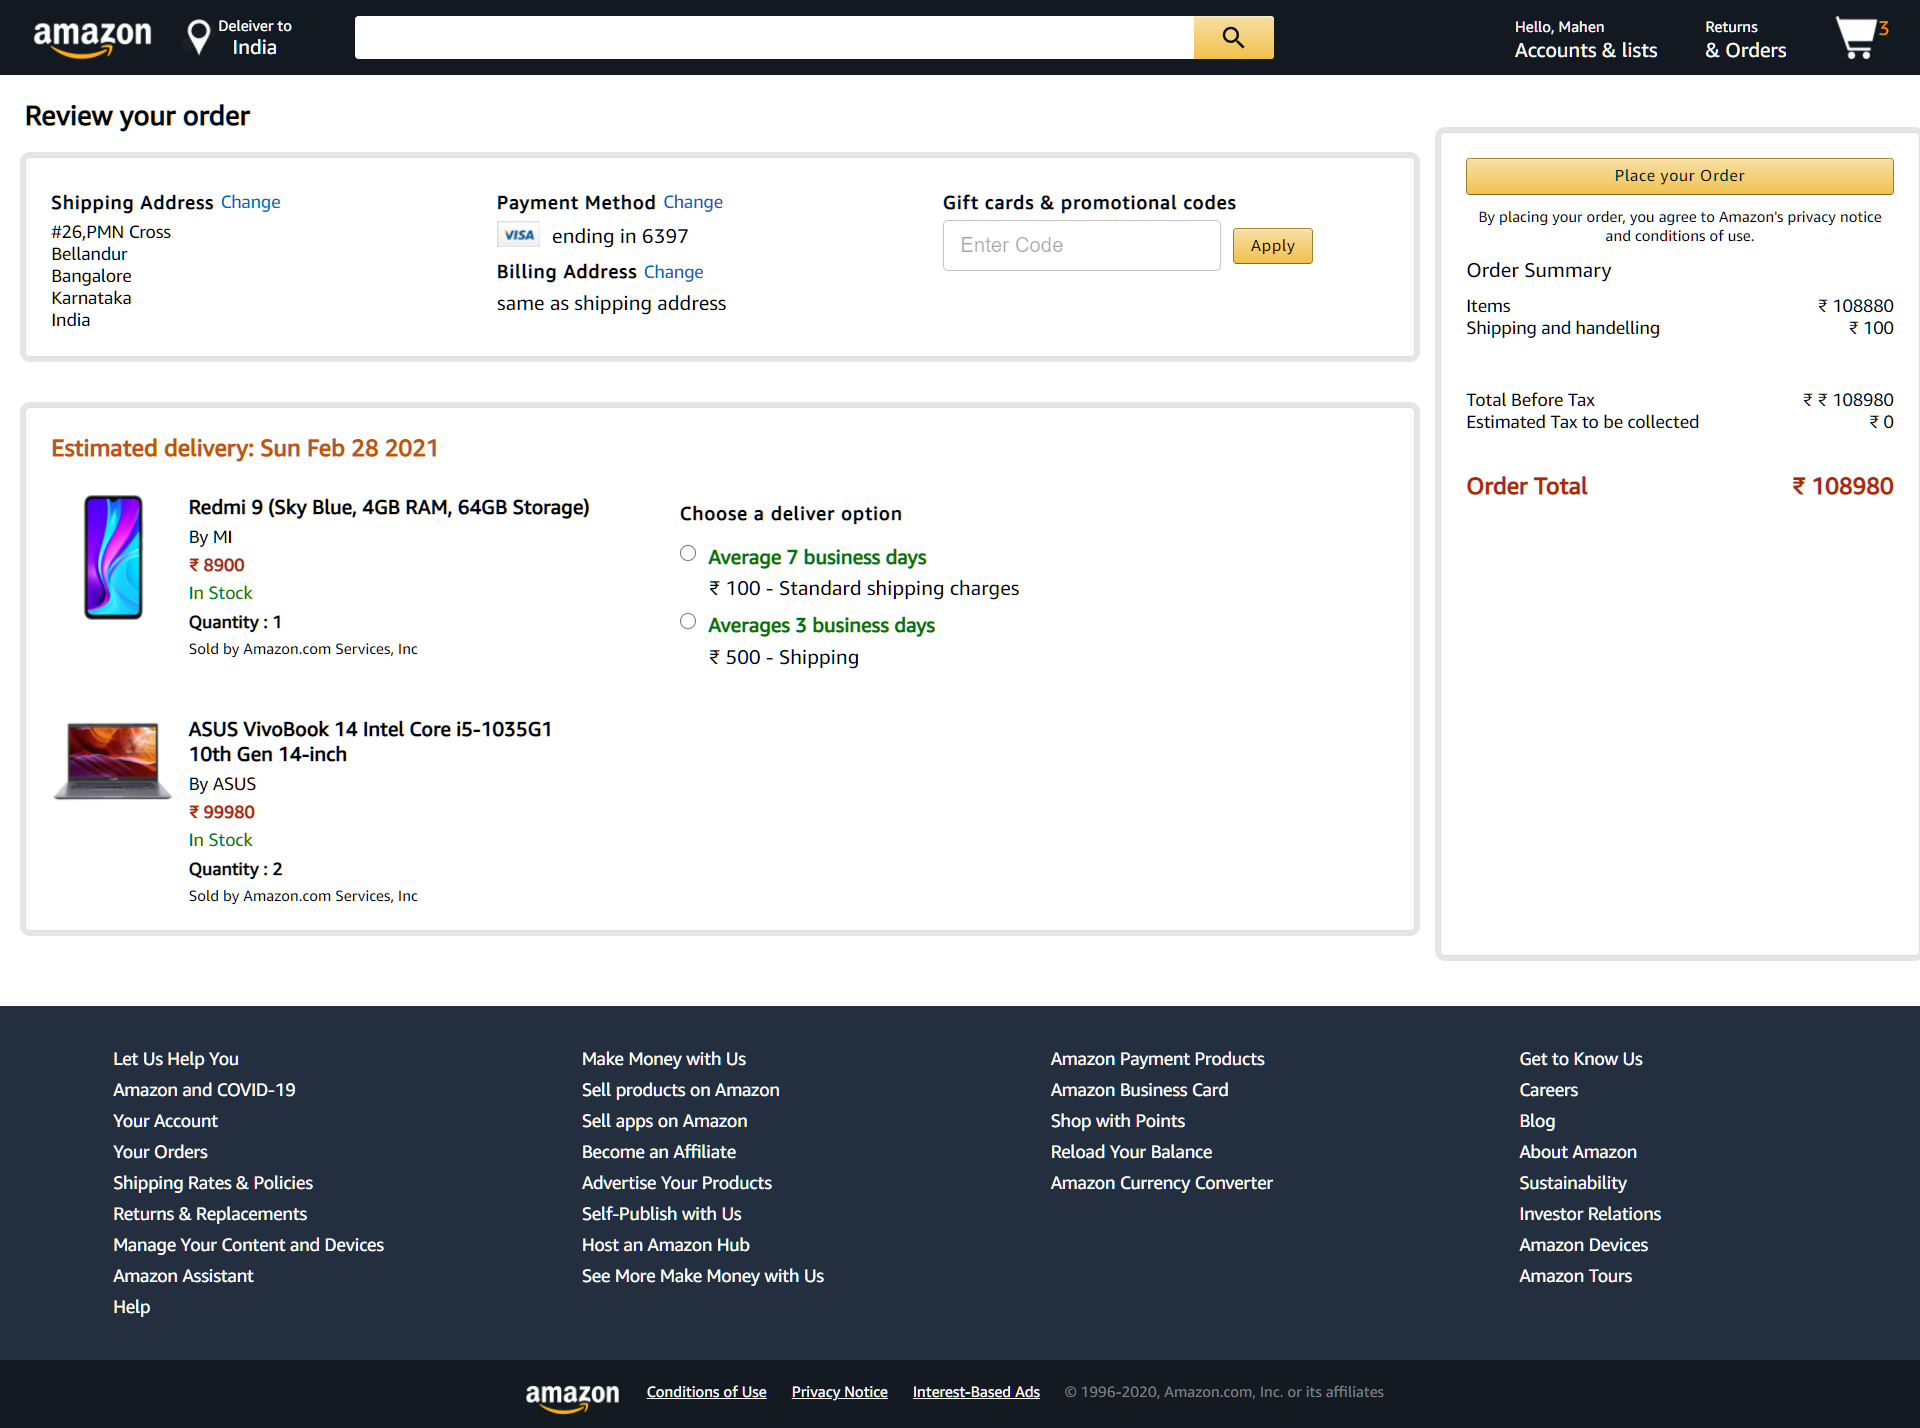 amazon
Deleiver to
India
Hello, Mahen
Accounts & lists
Returns
& Orders
3
Review your order
Shipping Address Change
#26,PMN Cross
Bellandur
Bangalore
Karnataka
India
Payment Method Change
VISA ending in 6397
Billing Address Change
same as shipping address
Gift cards & promotional codes
Enter Code
Apply
Place your Order
By placing your order, you agree to Amazon's privacy notice
and conditions of use.
Order Summary
Items ₹ 108880
Shipping and handelling ₹ 100
Total Before Tax ₹ ₹ 108980
Estimated Tax to be collected ₹ 0
Order Total ₹ 108980
Estimated delivery: Sun Feb 28 2021
Redmi 9 (Sky Blue, 4GB RAM, 64GB Storage)
By MI
₹ 8900
In Stock
Quantity : 1
Sold by Amazon.com Services, Inc
Choose a deliver option
Average 7 business days
₹ 100 - Standard shipping charges
Averages 3 business days
₹ 500 - Shipping
ASUS VivoBook 14 Intel Core i5-1035G1
10th Gen 14-inch
By ASUS
₹ 99980
In Stock
Quantity : 2
Sold by Amazon.com Services, Inc
Let Us Help You
Amazon and COVID-19
Your Account
Your Orders
Shipping Rates & Policies
Returns & Replacements
Manage Your Content and Devices
Amazon Assistant
Help
Make Money with Us
Sell products on Amazon
Sell apps on Amazon
Become an Affiliate
Advertise Your Products
Self-Publish with Us
Host an Amazon Hub
See More Make Money with Us
Amazon Payment Products
Amazon Business Card
Shop with Points
Reload Your Balance
Amazon Currency Converter
Get to Know Us
Careers
Blog
About Amazon
Sustainability
Investor Relations
Amazon Devices
Amazon Tours
amazon Conditions of Use Privacy Notice Interest-Based Ads © 1996-2020, Amazon.com, Inc. or its affiliates